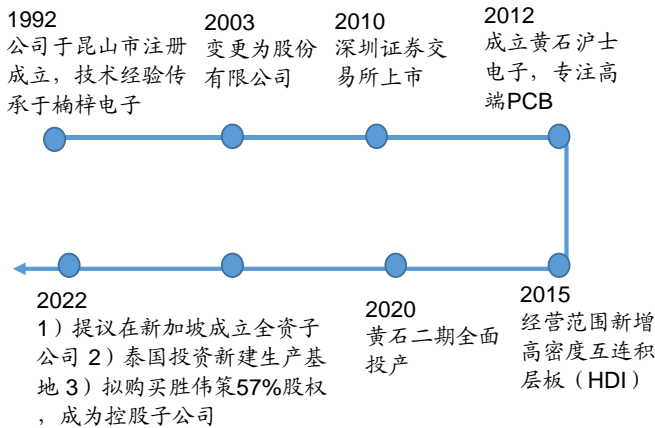 1992
公司于昆山市注册
成立，技术经验传
承于楠梓电子
2003
变更为股份
有限公司
2010
深圳证券交
易所上市
2012
成立黄石沪士
电子，专注高
端PCB
2015
经营范围新增
高密度互连积
层板（HDI）
2020
黄石二期全面
投产
2022
1）提议在新加坡成立全资子
公司 2）泰国投资新建生产基
地 3）拟购买胜伟策57%股权
，成为控股子公司